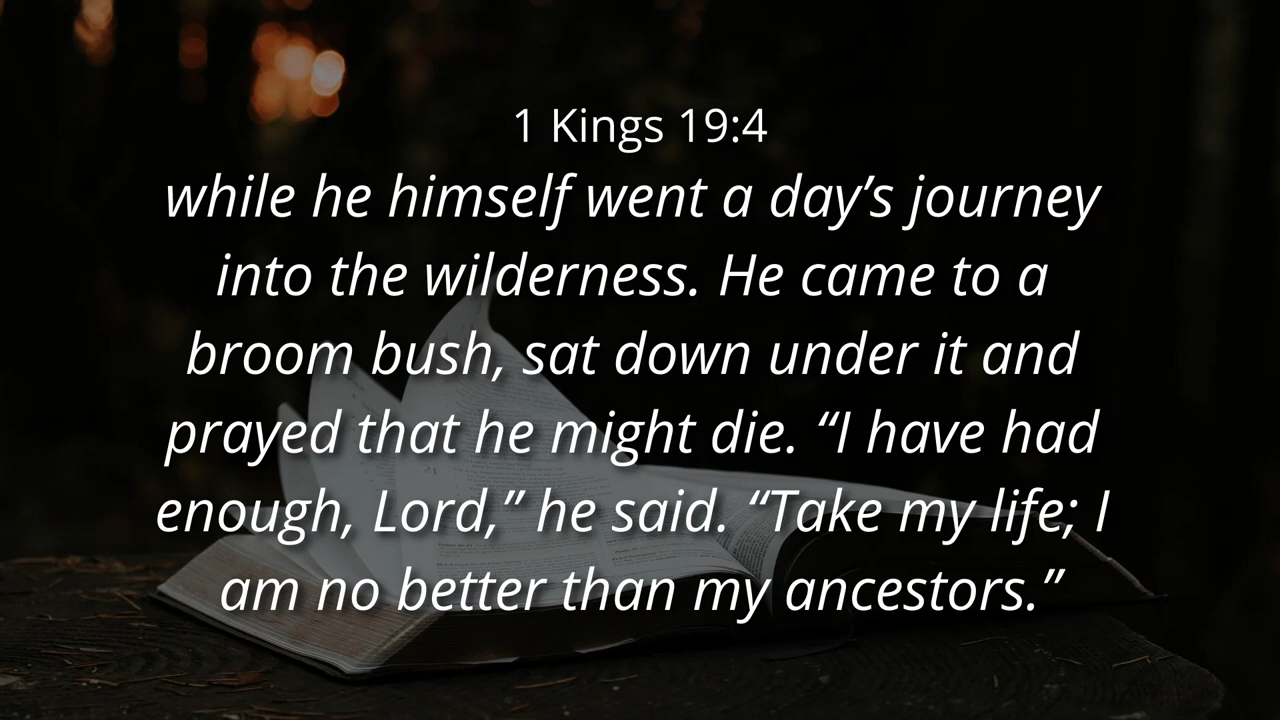 1 Kings 19:4
while he himself went a day’s journey
into the wilderness. He came to a
broom bush, sat down under it and
prayed that he might die. “I have had
enough, Lord,” he said. “Take my life; I
am no better than my ancestors.”